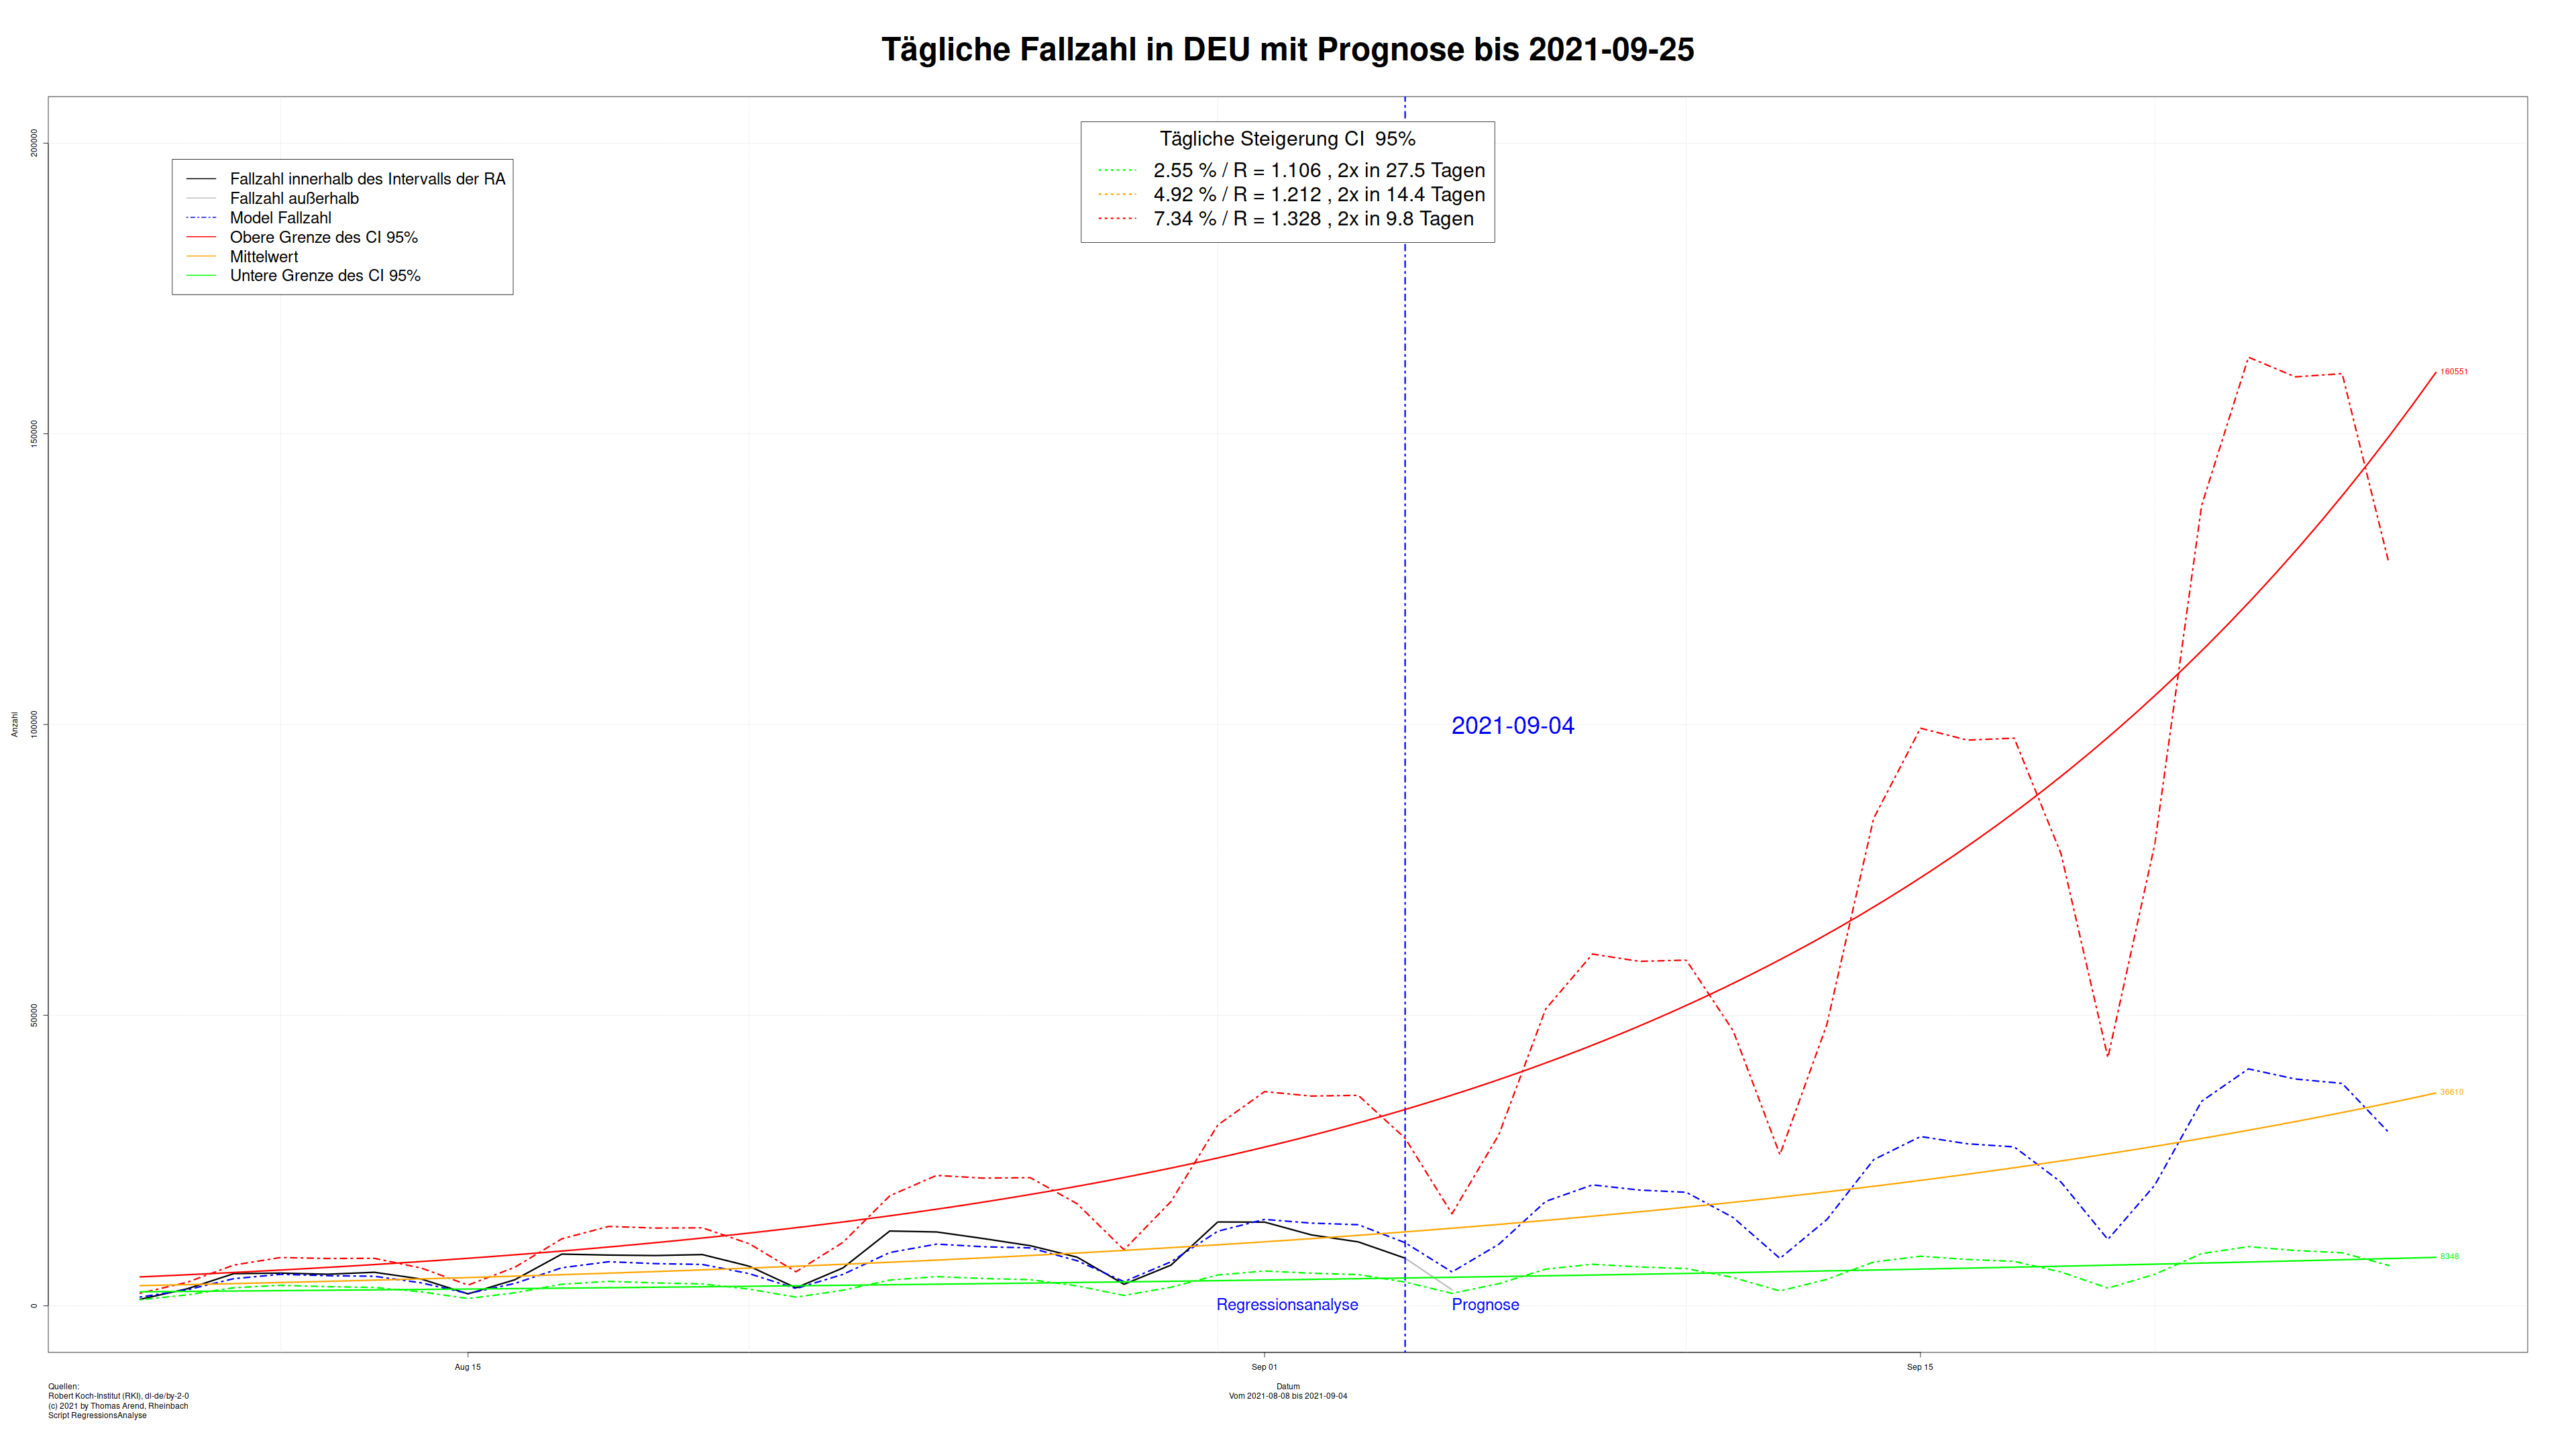 Tägliche Fallzahl in DEU mit Prognose bis 2021-09-25
Tägliche Steigerung CI  95%
2.55 % / R = 1.106 , 2x in 27.5 Tagen
4.92 % / R = 1.212 , 2x in 14.4 Tagen
7.34 % / R = 1.328 , 2x in 9.8 Tagen
Fallzahl innerhalb des Intervalls der RA
Fallzahl außerhalb
Model Fallzahl
Obere Grenze des CI 95%
Mittelwert
Untere Grenze des CI 95%
200000
150000
100000
50000
0
Anzahl
160551
36610
8348
2021-09-04
Regressionsanalyse
Prognose
Aug 15
Sep 01
Sep 15
Datum
Vom 2021-08-08 bis 2021-09-04
Quellen:
Robert Koch-Institut (RKI), dl-de/by-2-0
(c) 2021 by Thomas Arend, Rheinbach
Script RegressionsAnalyse